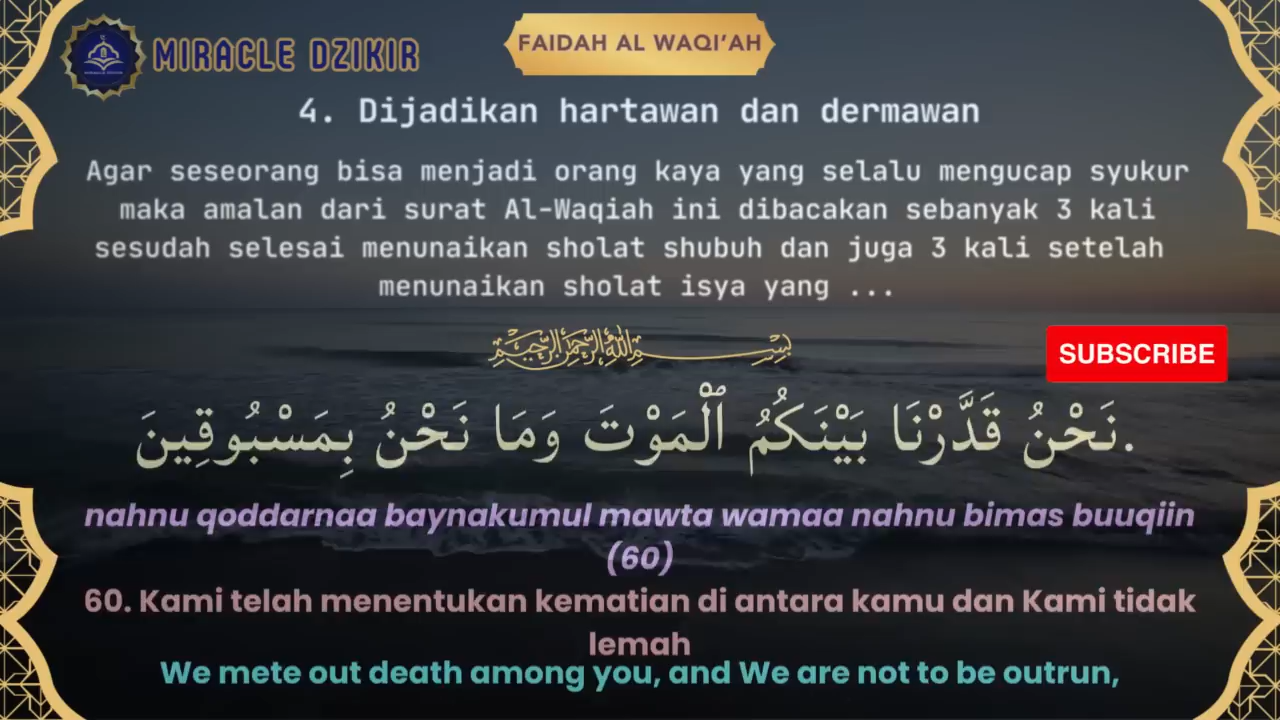 MIRACLE DZIKIR
FAIDAH AL WAQI'AH
4. Dijadikan hartawan dan dermawan
Agar seseorang bisa menjadi orang kaya yang selalu mengucap syukur
maka amalan dari surat Al-Waqiah ini dibacakan sebanyak 3 kali
sesudah selesai menunaikan sholat shubuh dan juga 3 kali setelah
menunaikan sholat isya yang ...
بِسْمِ اللَّهِ الرَّحْمَنِ الرَّحِيمِ
SUBSCRIBE
نَحْنُ قَدَّرْنَا بَيْنَكُمُ ٱلْمَوْتَ وَمَا نَحْنُ بِمَسْبُوقِينَ.
nahnu qoddarnaa baynakumul mawta wamaa nahnu bimas buuqiin
(60)
60. Kami telah menentukan kematian di antara kamu dan Kami tidak
lemah
We mete out death among you, and We are not to be outrun,